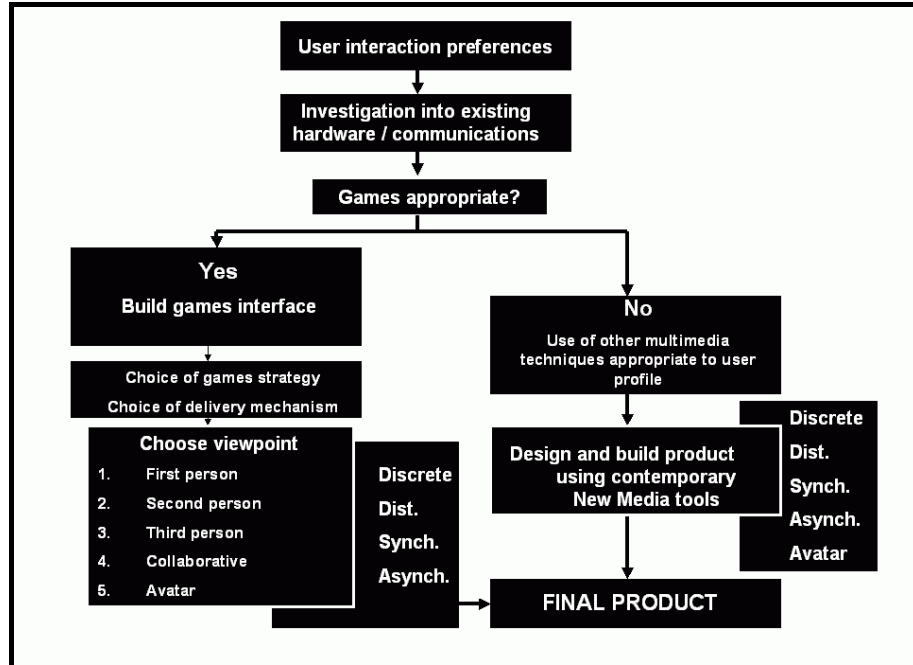 User interaction preferences
Investigation into existing
hardware / communications
Games appropriate?
Yes
Build games interface
Choice of games strategy
Choice of delivery mechanism
Choose viewpoint
1. First person
2. Second person
3. Third person
4. Collaborative
5. Avatar
Discrete
Dist.
Synch.
Asynch.
No
Use of other multimedia
techniques appropriate to user
profile
Design and build product
using contemporary
New Media tools
Discrete
Dist.
Synch.
Asynch.
Avatar
FINAL PRODUCT